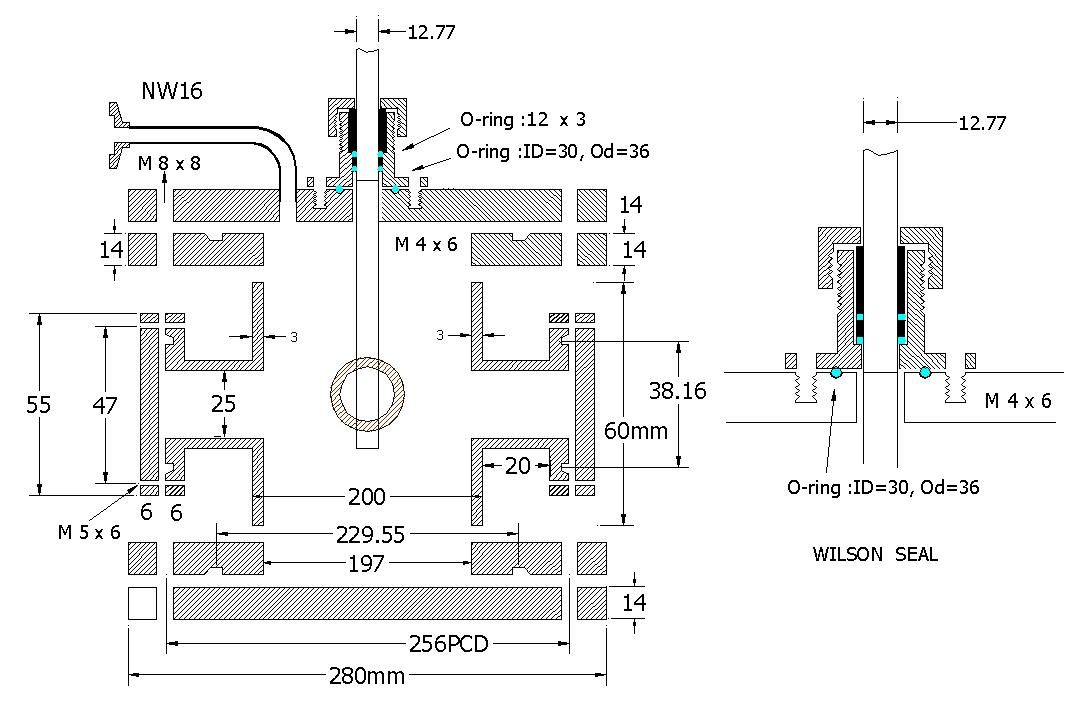 12.77
NW16
O-ring :12 x 3
O-ring :ID=30, Od=36
M 8 x 8
14
14
14
M 4 x 6
3
3
55
47
25
38.16
60mm
20
200
6 6
M 5 x 6
229.55
197
14
256PCD
280mm
12.77
M 4 x 6
O-ring :ID=30, Od=36
WILSON SEAL